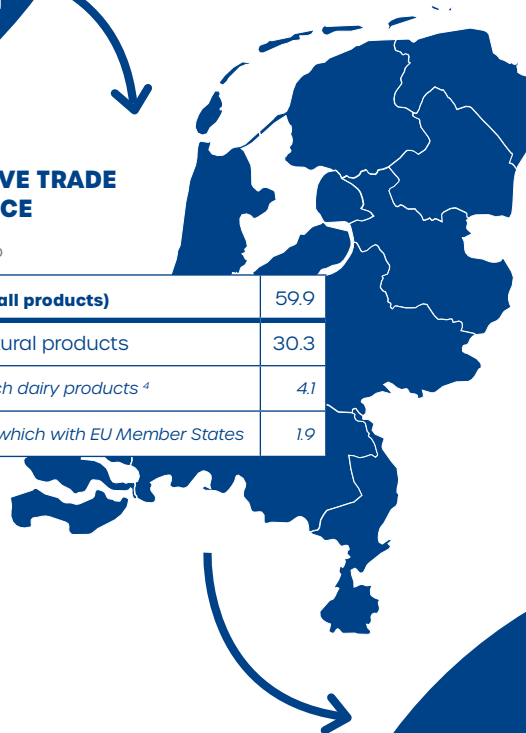 VE TRADE
CE
all products) 59.9
ural products 30.3
ch dairy products ⁴ 4.1
which with EU Member States 1.9